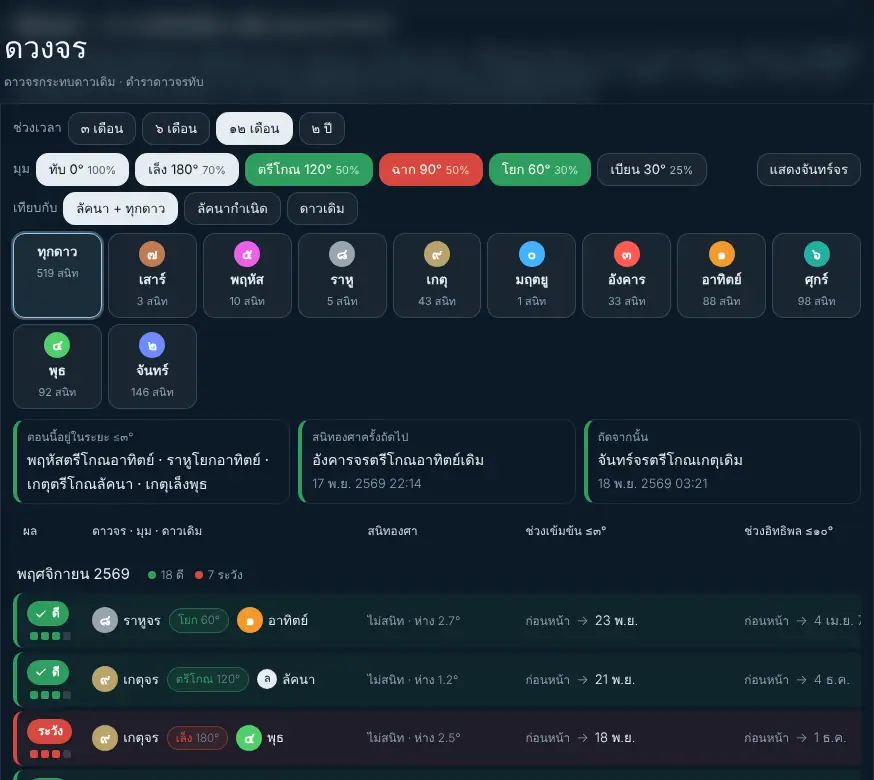 ดวงจร
ดาวจรกระทบดาวเดิม · ตำราดาวจรทับ
ช่วงเวลา ๓ เดือน ๖ เดือน ๑๒ เดือน ๒ ปี
มุม ทับ 0° 100% เล็ง 180° 70% ตรีโกณ 120° 50% ฉาก 90° 50% โยก 60° 30% เบียน 30° 25% แสดงจันทร์จร
เทียบกับ ลัคนา + ทุกดาว ลัคนากำเนิด ดาวเดิม
ทุกดาว
519 สนิท
๗
เสาร์
3 สนิท
๕
พฤหัส
10 สนิท
๘
ราหู
5 สนิท
๙
เกตุ
43 สนิท
๐
มฤตยู
1 สนิท
๓
อังคาร
33 สนิท
๑
อาทิตย์
88 สนิท
๖
ศุกร์
98 สนิท
๔
พุธ
92 สนิท
๒
จันทร์
146 สนิท
ตอนนี้อยู่ในระยะ ≤๓°
พฤหัสตรีโกณอาทิตย์ · ราหูโยกอาทิตย์ ·
เกตุตรีโกณลัคนา · เกตุเล็งพุธ
สนิทองศาครั้งถัดไป
อังคารจรตรีโกณอาทิตย์เดิม
17 พ.ย. 2569 22:14
ถัดจากนั้น
จันทร์จรตรีโกณเกตุเดิม
18 พ.ย. 2569 03:21
ผล ดาวจร · มุม · ดาวเดิม สนิทองศา ช่วงเข้มข้น ≤๓° ช่วงอิทธิพล ≤๑๐°
พฤศจิกายน 2569 18 ดี 7 ระวัง
✓ ดี ๘ ราหูจร โยก 60° ๑ อาทิตย์ ไม่สนิท · ห่าง 2.7° ก่อนหน้า → 23 พ.ย. ก่อนหน้า → 4 เม.ย.
✓ ดี ๙ เกตุจร ตรีโกณ 120° ล ลัคนา ไม่สนิท · ห่าง 1.2° ก่อนหน้า → 21 พ.ย. ก่อนหน้า → 4 ธ.ค.
ระวัง ๙ เกตุจร เล็ง 180° ๔ พุธ ไม่สนิท · ห่าง 2.5° ก่อนหน้า → 18 พ.ย. ก่อนหน้า → 1 ธ.ค.